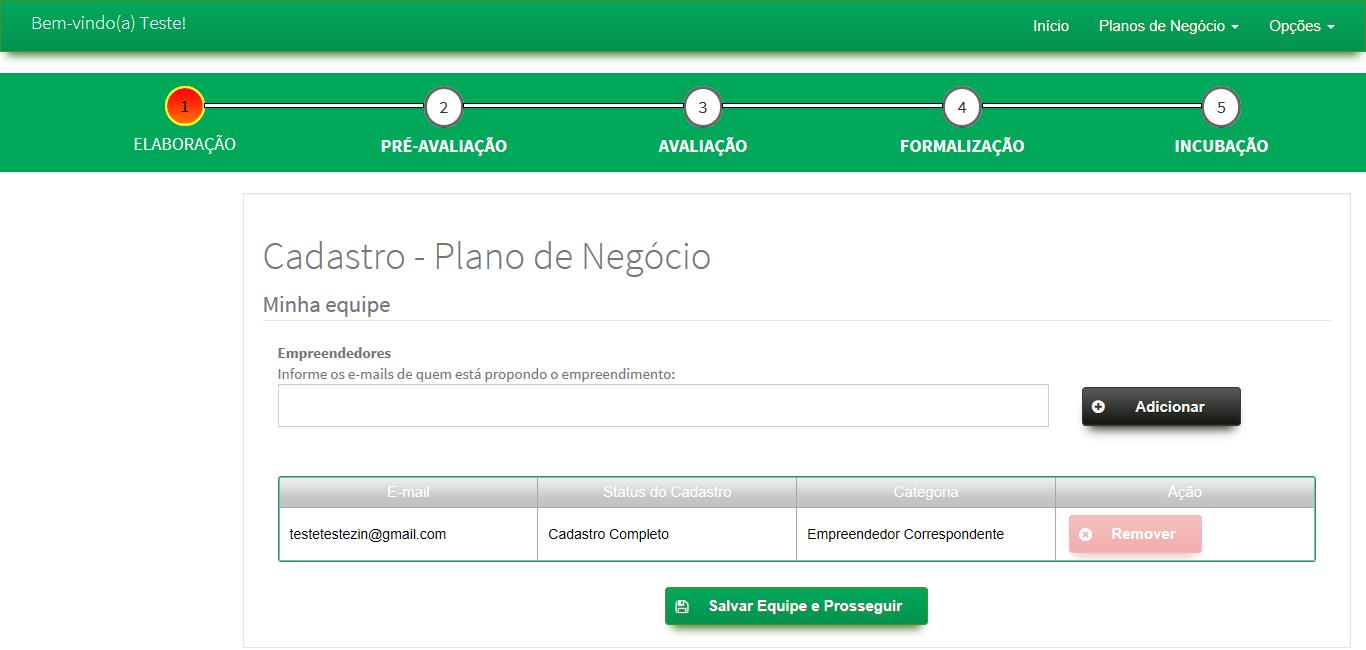 Bem-vindo(a) Teste!
Início Planos de Negócio Opções
1 2 3 4 5
ELABORAÇÃO PRÉ-AVALIAÇÃO AVALIAÇÃO FORMALIZAÇÃO INCUBAÇÃO
Cadastro - Plano de Negócio
Minha equipe
Empreendedores
Informe os e-mails de quem está propondo o empreendimento:
Adicionar
E-mail Status do Cadastro Categoria Ação
testetestezin@gmail.com Cadastro Completo Empreendedor Correspondente Remover
Salvar Equipe e Prosseguir